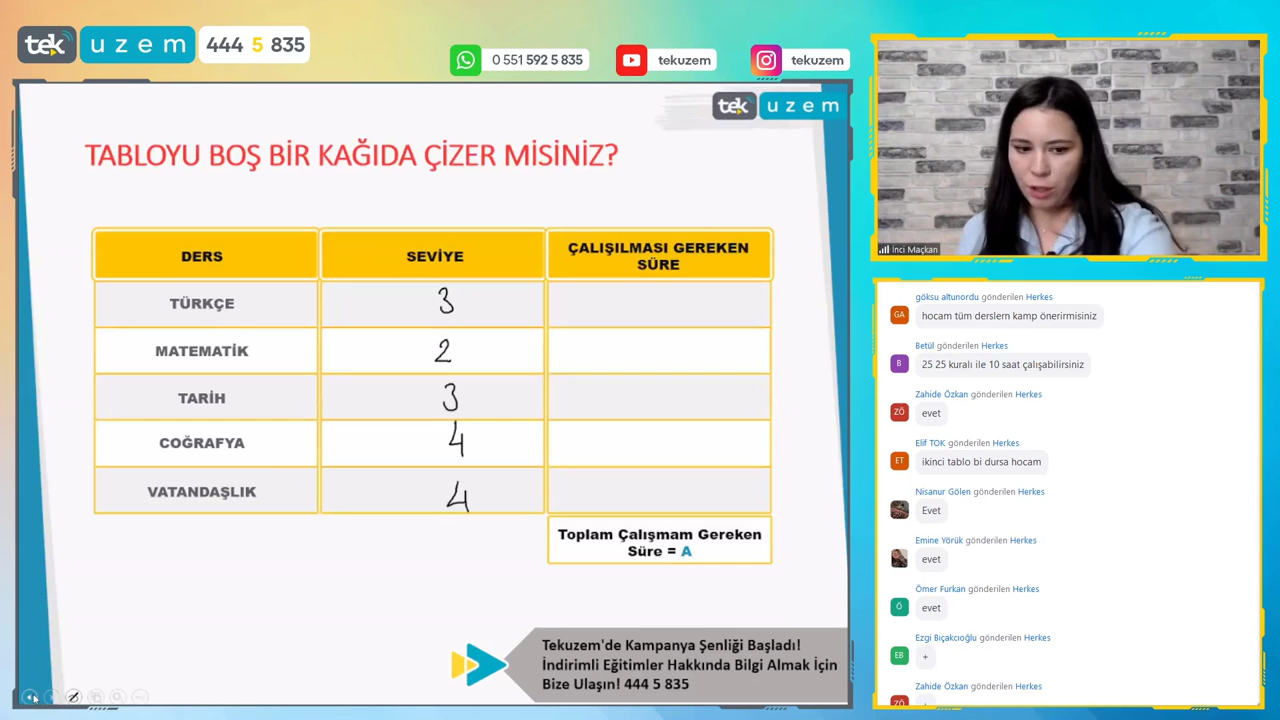 tek uzem 444 5 835
0 551 592 5 835
tekuzem
tekuzem
tek uzem
TABLOYU BOŞ BİR KAĞIDA ÇİZER MİSİNİZ?
DERS SEVİYE ÇALIŞILMASI GEREKEN SÜRE
TÜRKÇE 3
MATEMATİK 2
TARİH 3
COĞRAFYA 4
VATANDAŞLIK 4
Toplam Çalışmam Gereken
Süre = A
Tekuzem'de Kampanya Şenliği Başladı!
İndirimli Eğitimler Hakkında Bilgi Almak İçin
Bize Ulaşın! 444 5 835
İnci Maçkan
göksu altunordu gönderilen Herkes
GA hocam tüm derslern kamp önerirmisiniz
Betül gönderilen Herkes
B 25 25 kuralı ile 10 saat çalışabilirsiniz
Zahide Özkan gönderilen Herkes
ZÖ evet
Elif TOK gönderilen Herkes
ET ikinci tablo bi dursa hocam
Nisanur Gölen gönderilen Herkes
Evet
Emine Yörük gönderilen Herkes
evet
Ömer Furkan gönderilen Herkes
Ö evet
Ezgi Bıçakcıoğlu gönderilen Herkes
EB +
Zahide Özkan gönderilen Herkes
ZÖ +